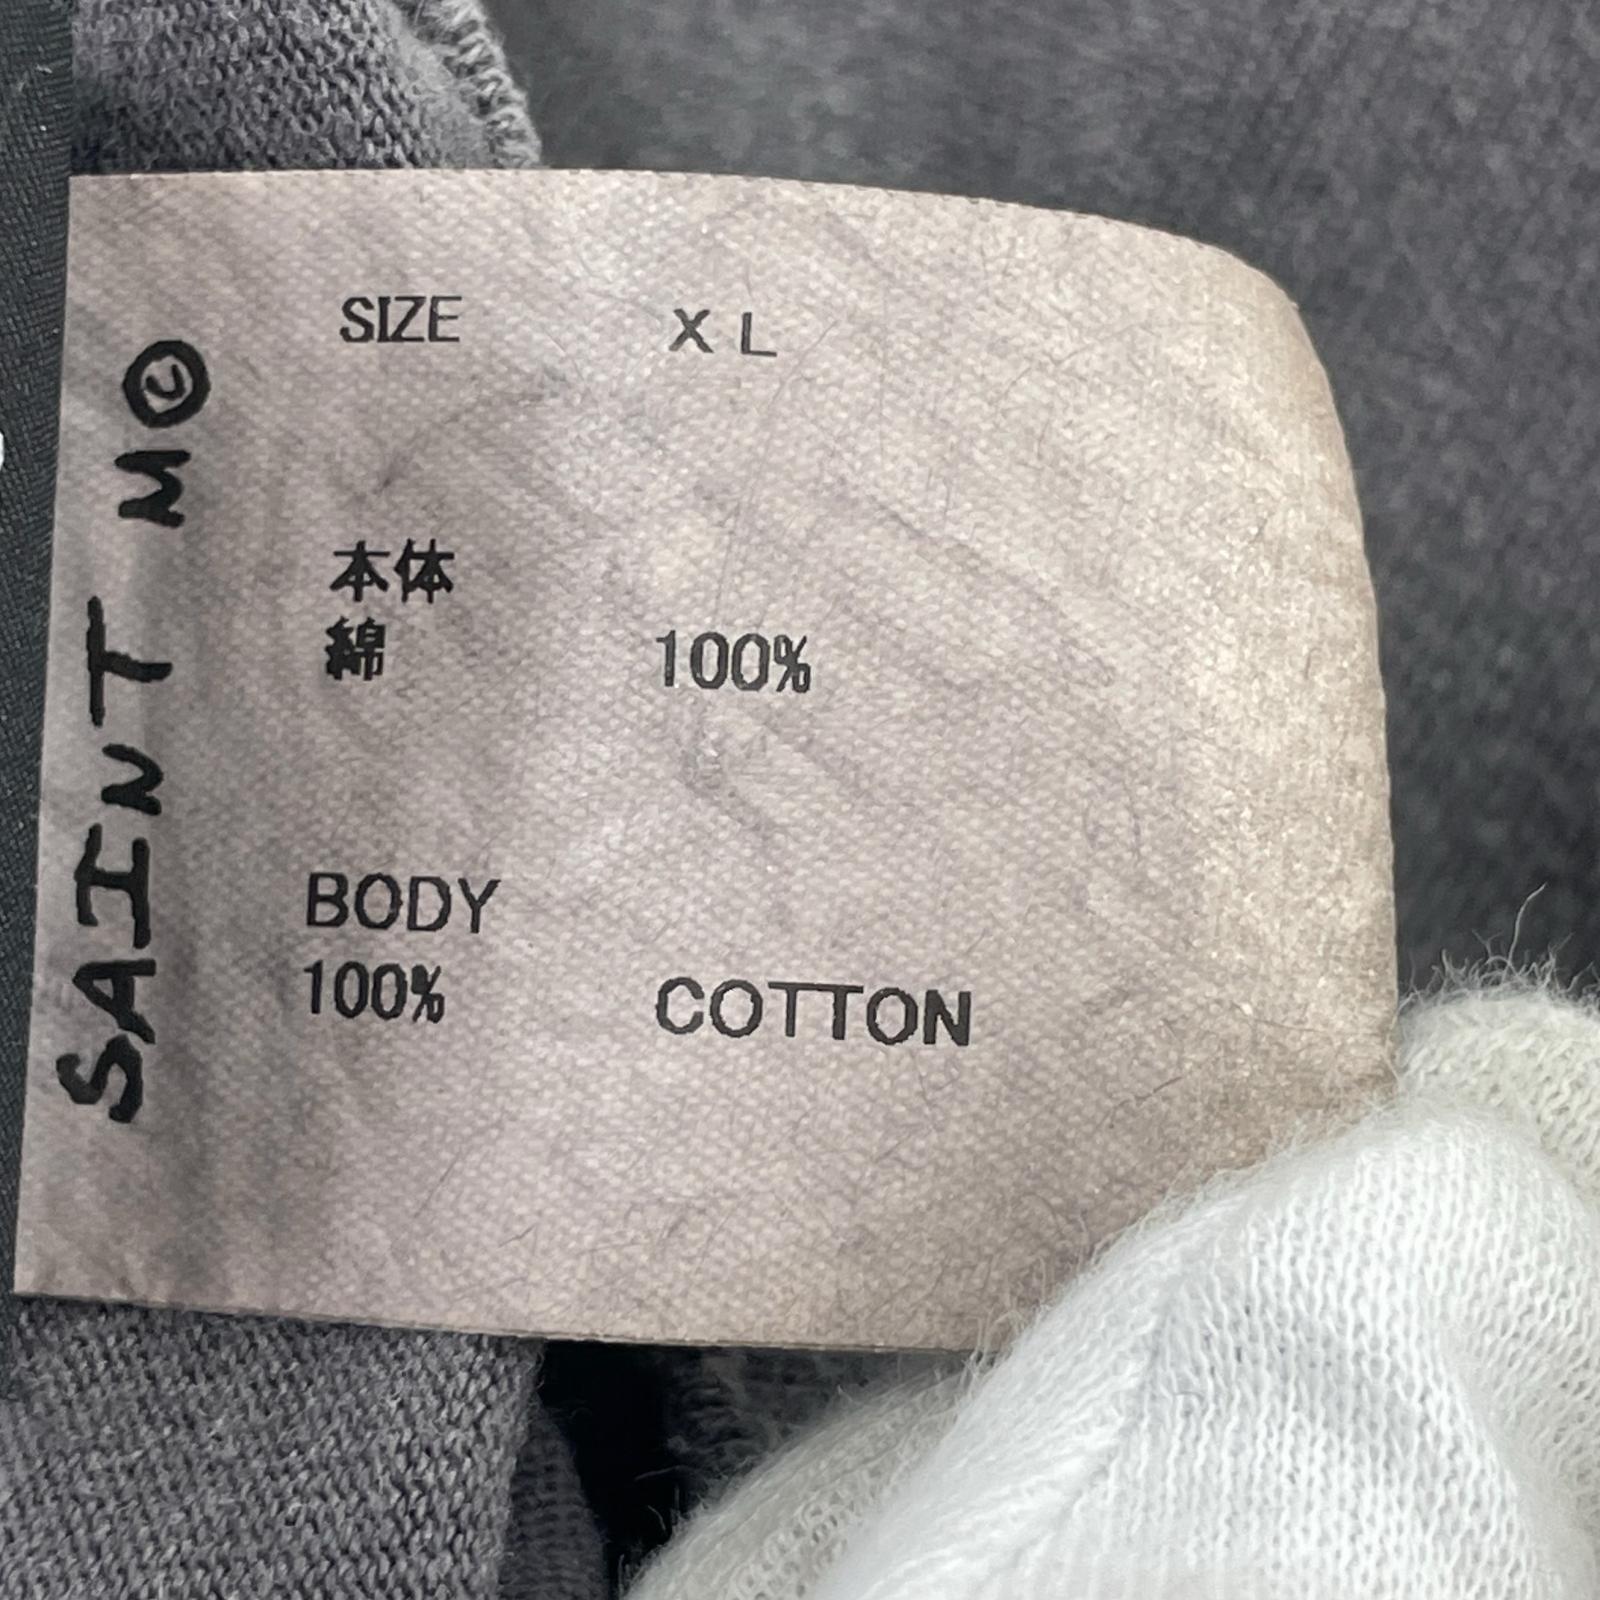 SIZE XL
本体
綿 100%
BODY
100% COTTON
SAINT M©